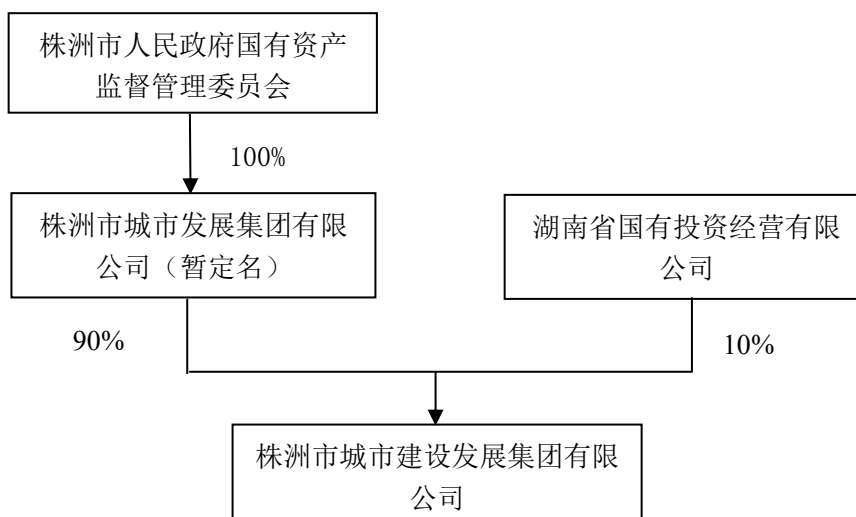 株洲市人民政府国有资产
监督管理委员会
100%
株洲市城市发展集团有限
公司（暂定名）
湖南省国有投资经营有限
公司
90%
10%
株洲市城市建设发展集团有限
公司